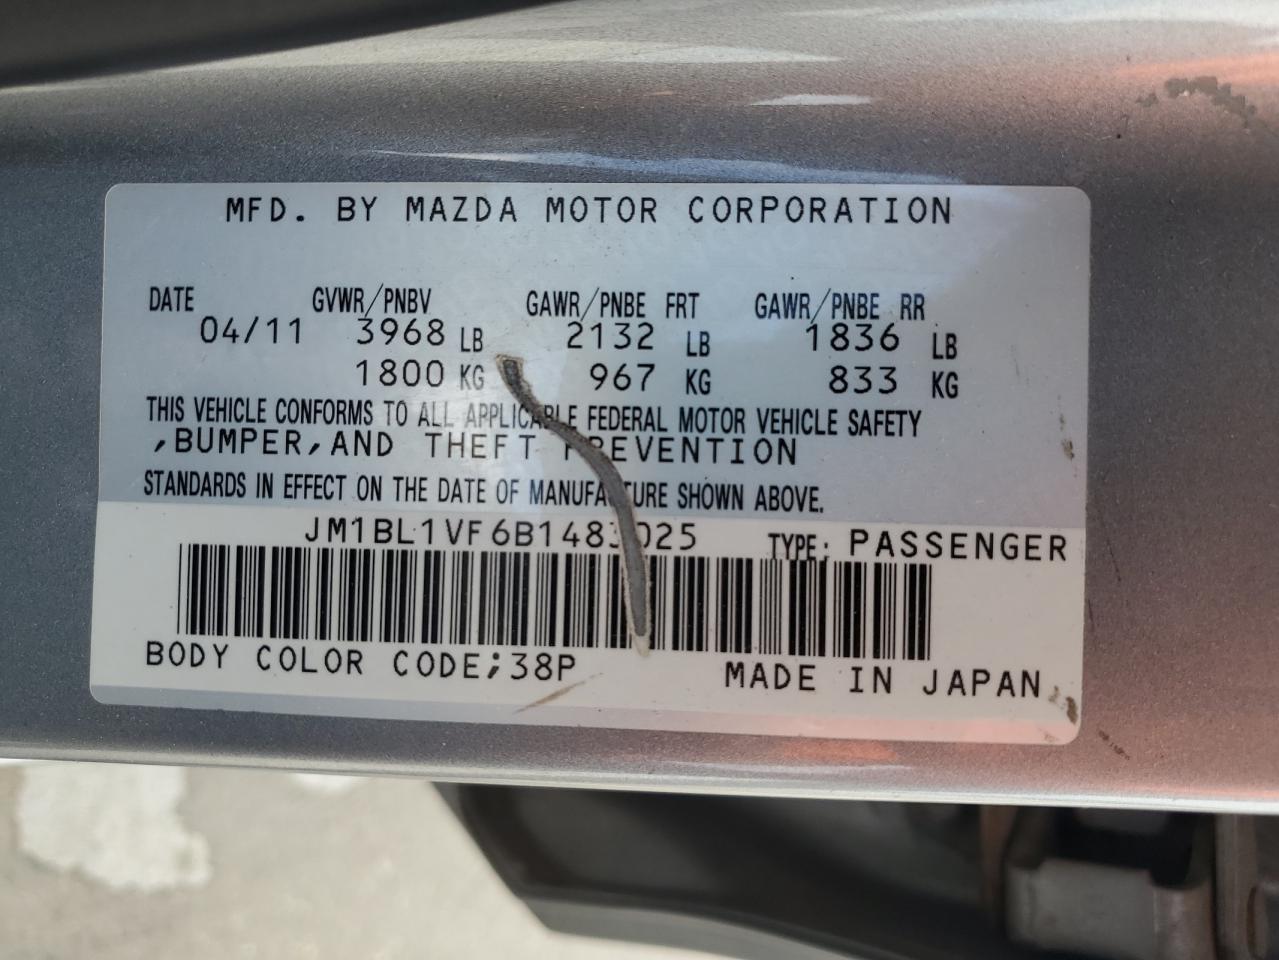 MFD. BY MAZDA MOTOR CORPORATION
DATE GVWR/PNBV GAWR/PNBE FRT GAWR/PNBE RR
04/11 3968 LB 2132 LB 1836 LB
1800 KG 967 KG 833 KG
THIS VEHICLE CONFORMS TO ALL APPLICABLE FEDERAL MOTOR VEHICLE SAFETY
,BUMPER,AND THEFT PREVENTION
STANDARDS IN EFFECT ON THE DATE OF MANUFACTURE SHOWN ABOVE.
TYPE: PASSENGER
BODY COLOR CODE;38P MADE IN JAPAN